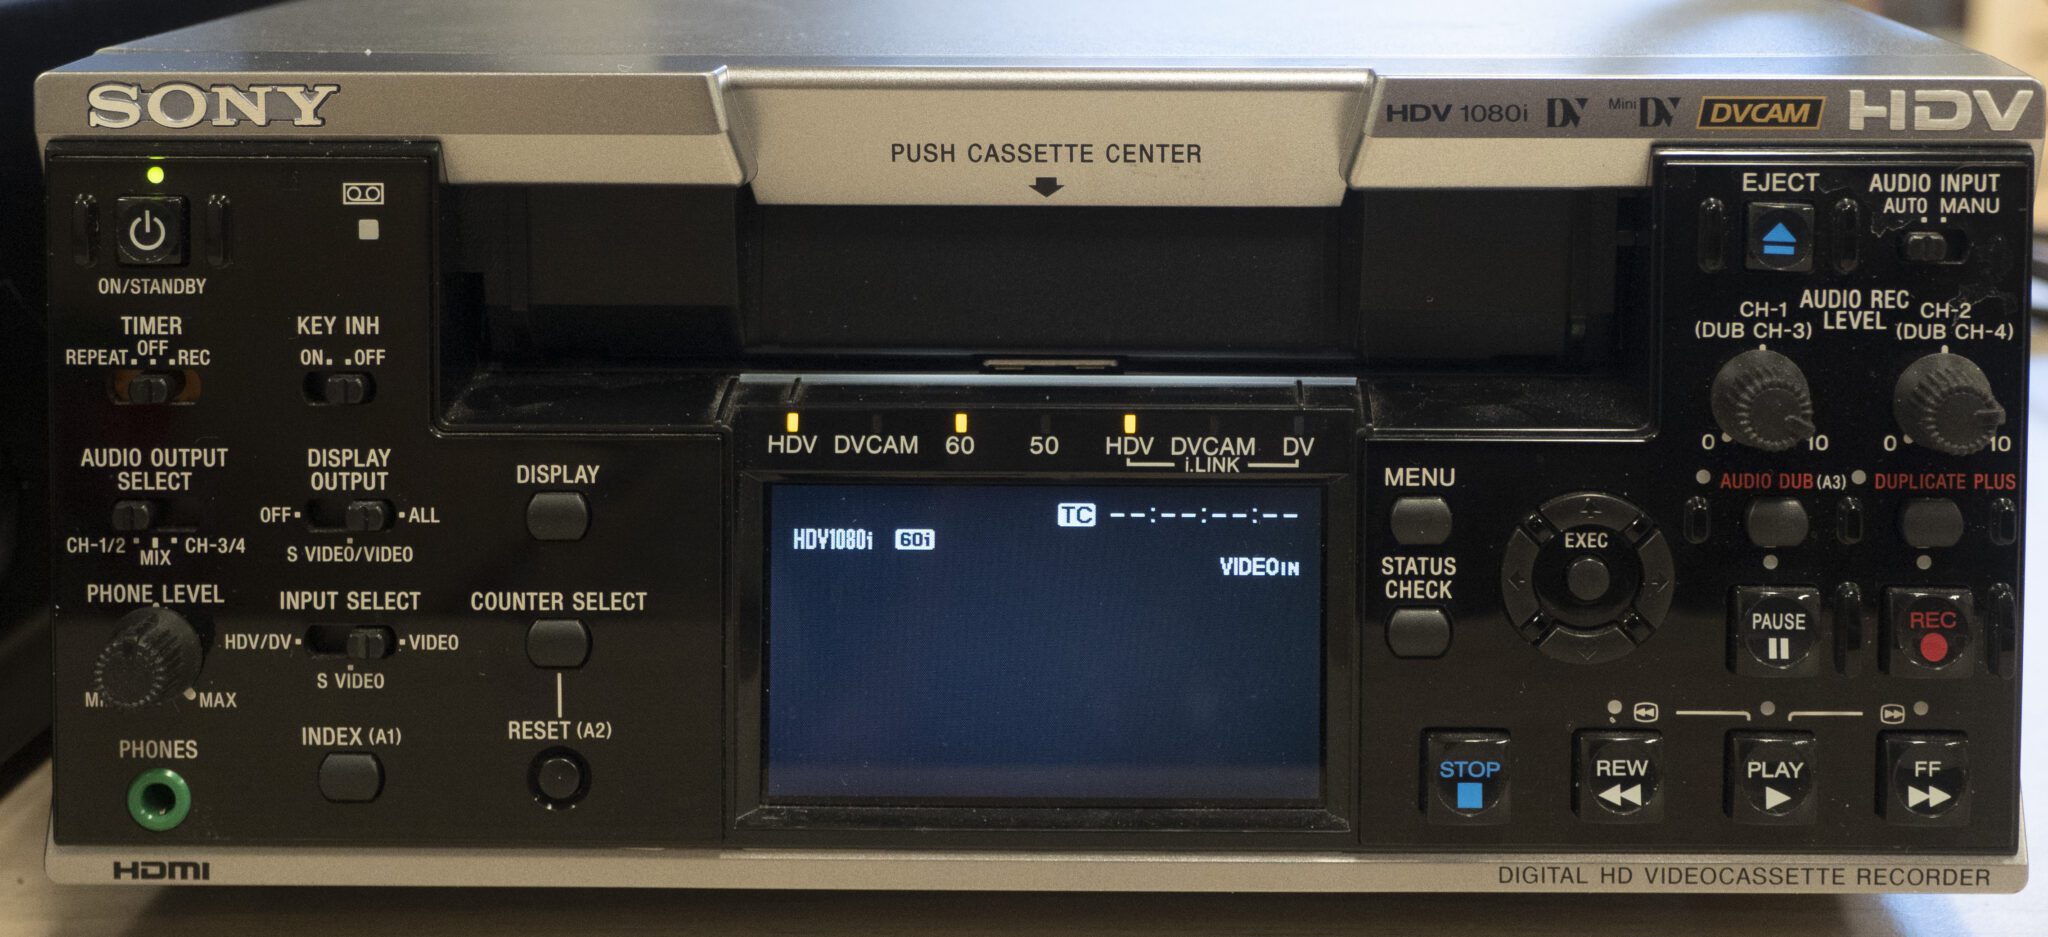 SONY
PUSH CASSETTE CENTER
HDV 1080i DV Mini DV DVCAM HDV
ON/STANDBY
TIMER
OFF
REPEAT REC
KEY INH
ON OFF
AUDIO OUTPUT
SELECT
CH-1/2 MIX CH-3/4
DISPLAY
OUTPUT
OFF ALL
S VIDEO/VIDEO
PHONE LEVEL
MAX
INPUT SELECT
HDV/DV VIDEO
S VIDEO
PHONES
INDEX (A1)
DISPLAY
COUNTER SELECT
RESET (A2)
HDV DVCAM 60 50 HDV DVCAM DV
i.LINK
TC --:--:--:--
HDV1080i 60i
VIDEO IN
MENU
STATUS
CHECK
EXEC
EJECT
AUDIO INPUT
AUTO MANU
AUDIO REC
LEVEL
CH-1
(DUB CH-3)
CH-2
(DUB CH-4)
0 10 0 10
AUDIO DUB (A3) DUPLICATE PLUS
PAUSE REC
STOP REW PLAY FF
HDMI
DIGITAL HD VIDEOCASSETTE RECORDER